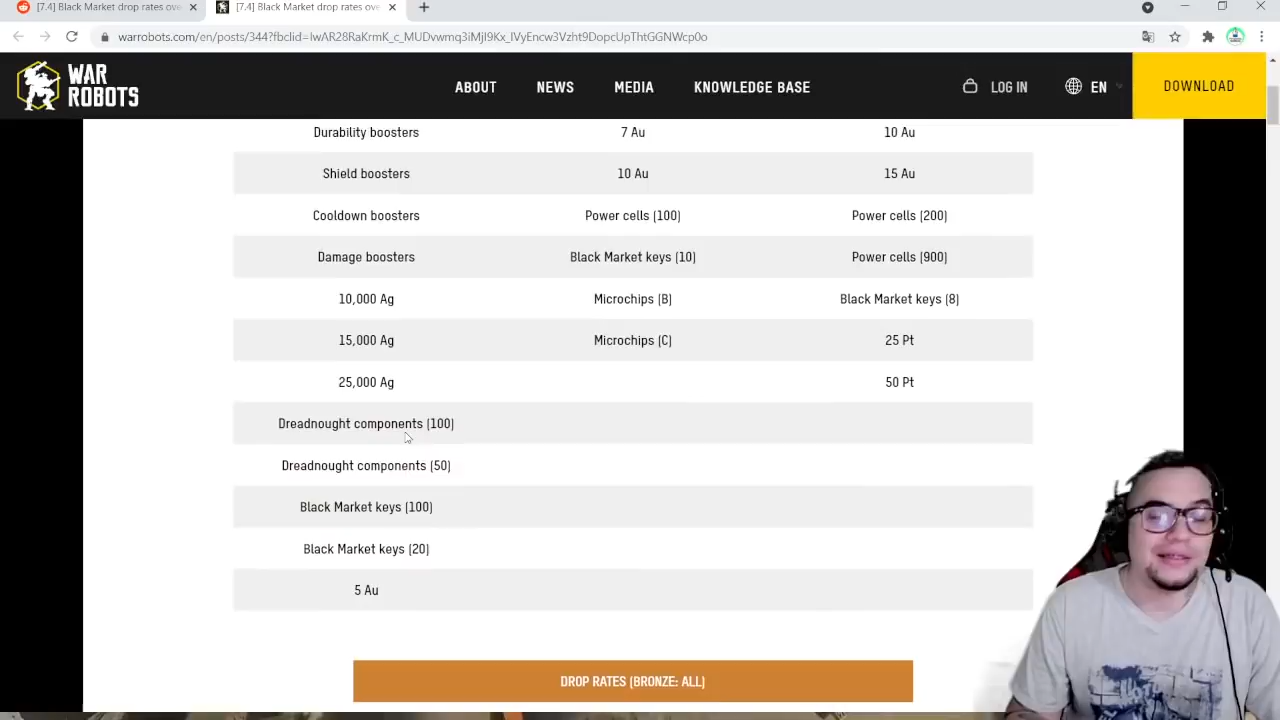 [7.4] Black Market drop rates ov
[7.4] Black Market drop rates ove
warrobots.com/en/posts/344?fbclid=IwAR28RaKrmK_c_MUDvwmq3iMjl9Kx_lVyEncw3Vzht9DopcUpThtGGNWcp0o
WAR ROBOTS
ABOUT NEWS MEDIA KNOWLEDGE BASE LOG IN EN DOWNLOAD
Durability boosters 7 Au 10 Au
Shield boosters 10 Au 15 Au
Cooldown boosters Power cells (100) Power cells (200)
Damage boosters Black Market keys (10) Power cells (900)
10,000 Ag Microchips (B) Black Market keys (8)
15,000 Ag Microchips (C) 25 Pt
25,000 Ag 50 Pt
Dreadnought components (100)
Dreadnought components (50)
Black Market keys (100)
Black Market keys (20)
5 Au
DROP RATES (BRONZE: ALL)